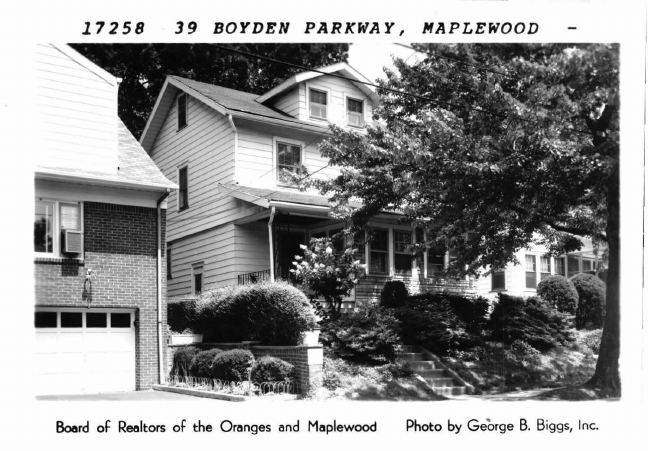 17258 39 BOYDEN PARKWAY, MAPLEWOOD -
Board of Realtors of the Oranges and Maplewood Photo by George B. Biggs, Inc.